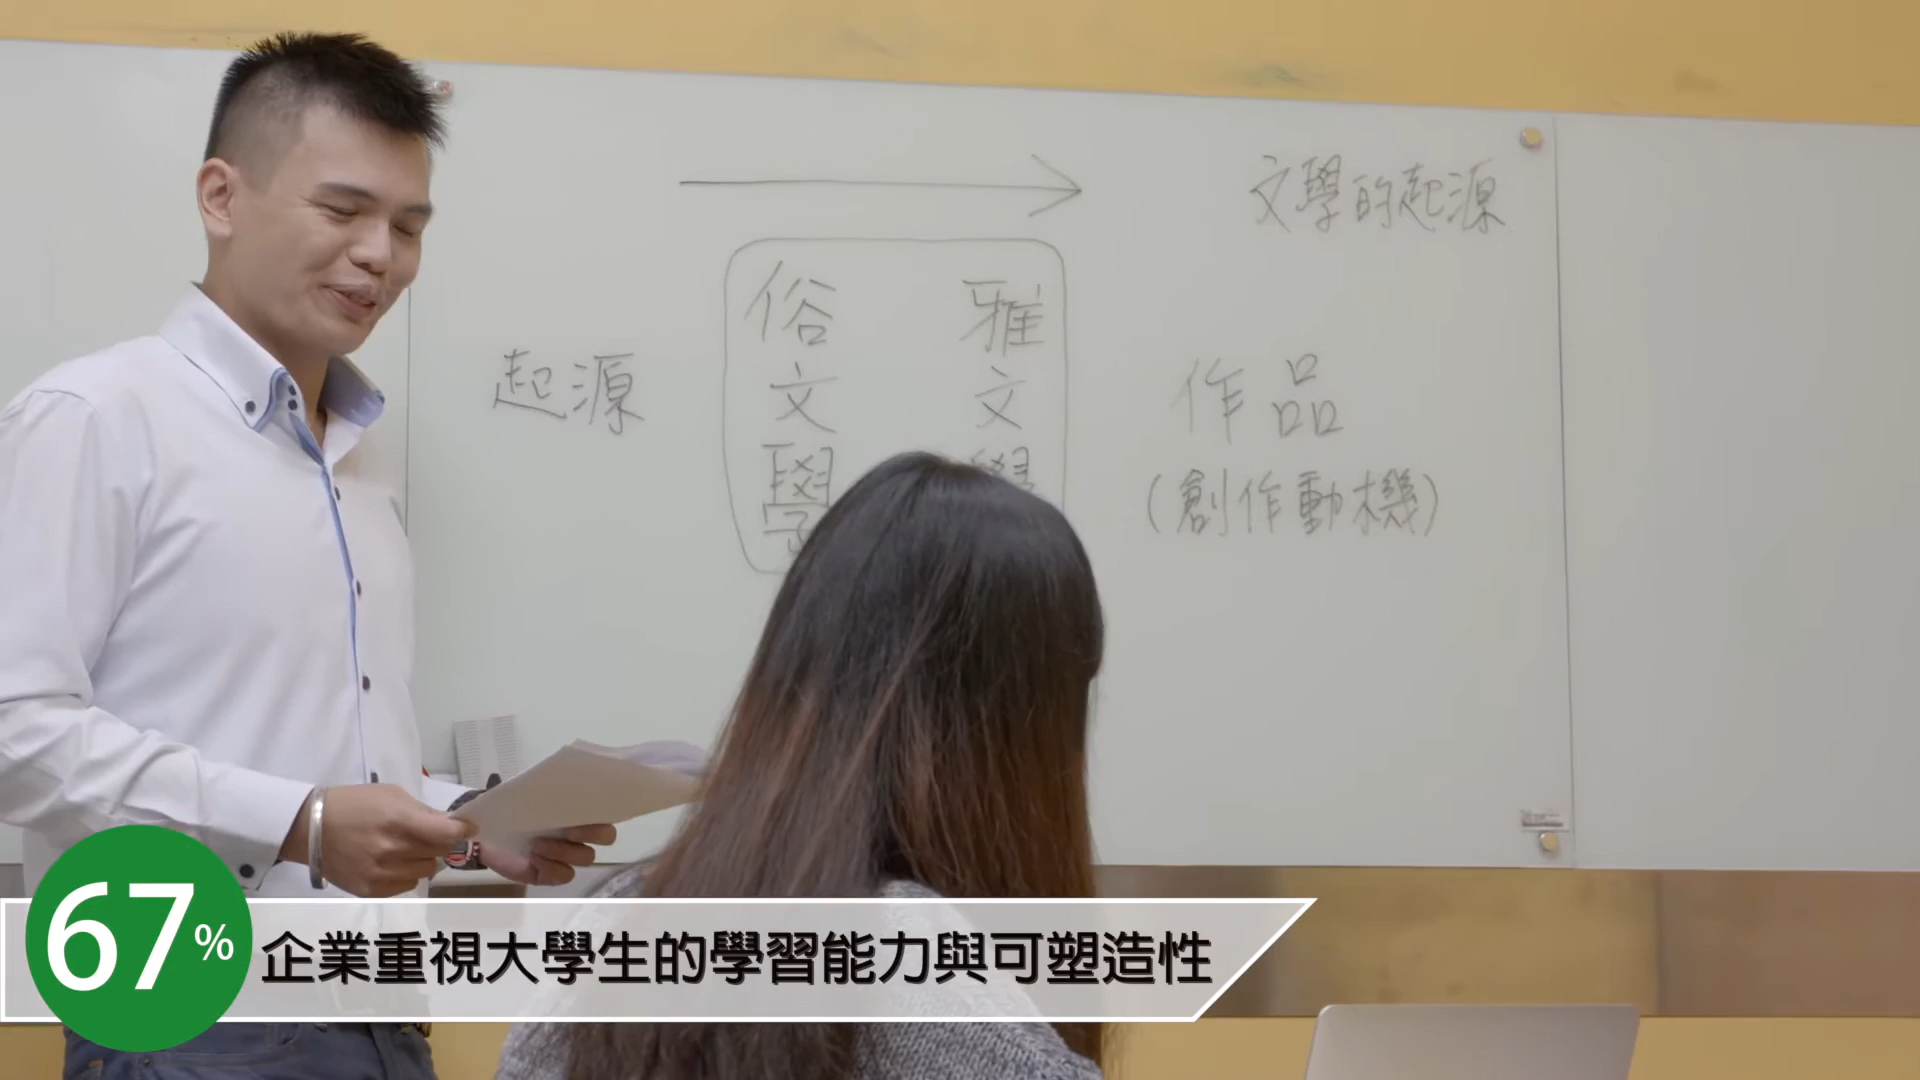 文學的起源
起源
俗文學
雅文學
作品
(創作動機)
67%
企業重視大學生的學習能力與可塑造性